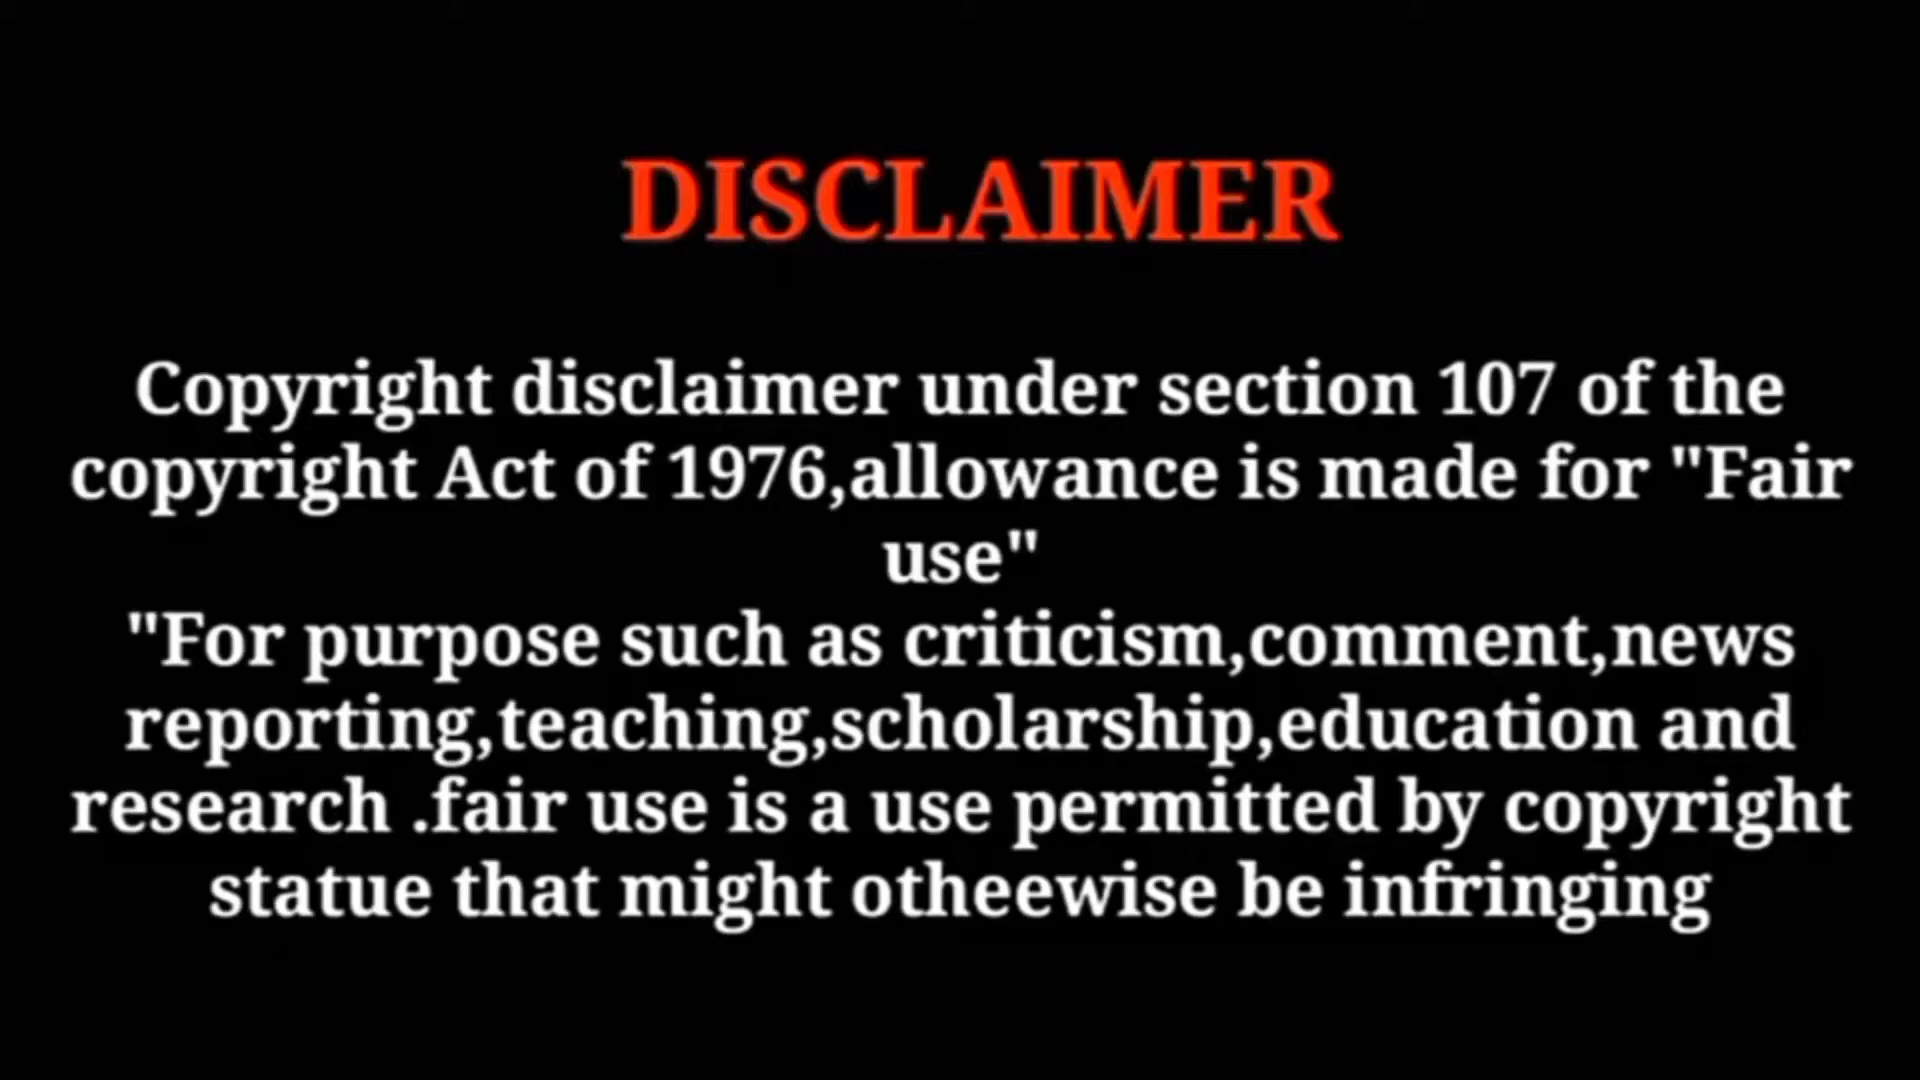 DISCLAIMER
Copyright disclaimer under section 107 of the
copyright Act of 1976,allowance is made for "Fair
use"
"For purpose such as criticism,comment,news
reporting,teaching,scholarship,education and
research .fair use is a use permitted by copyright
statue that might otheewise be infringing